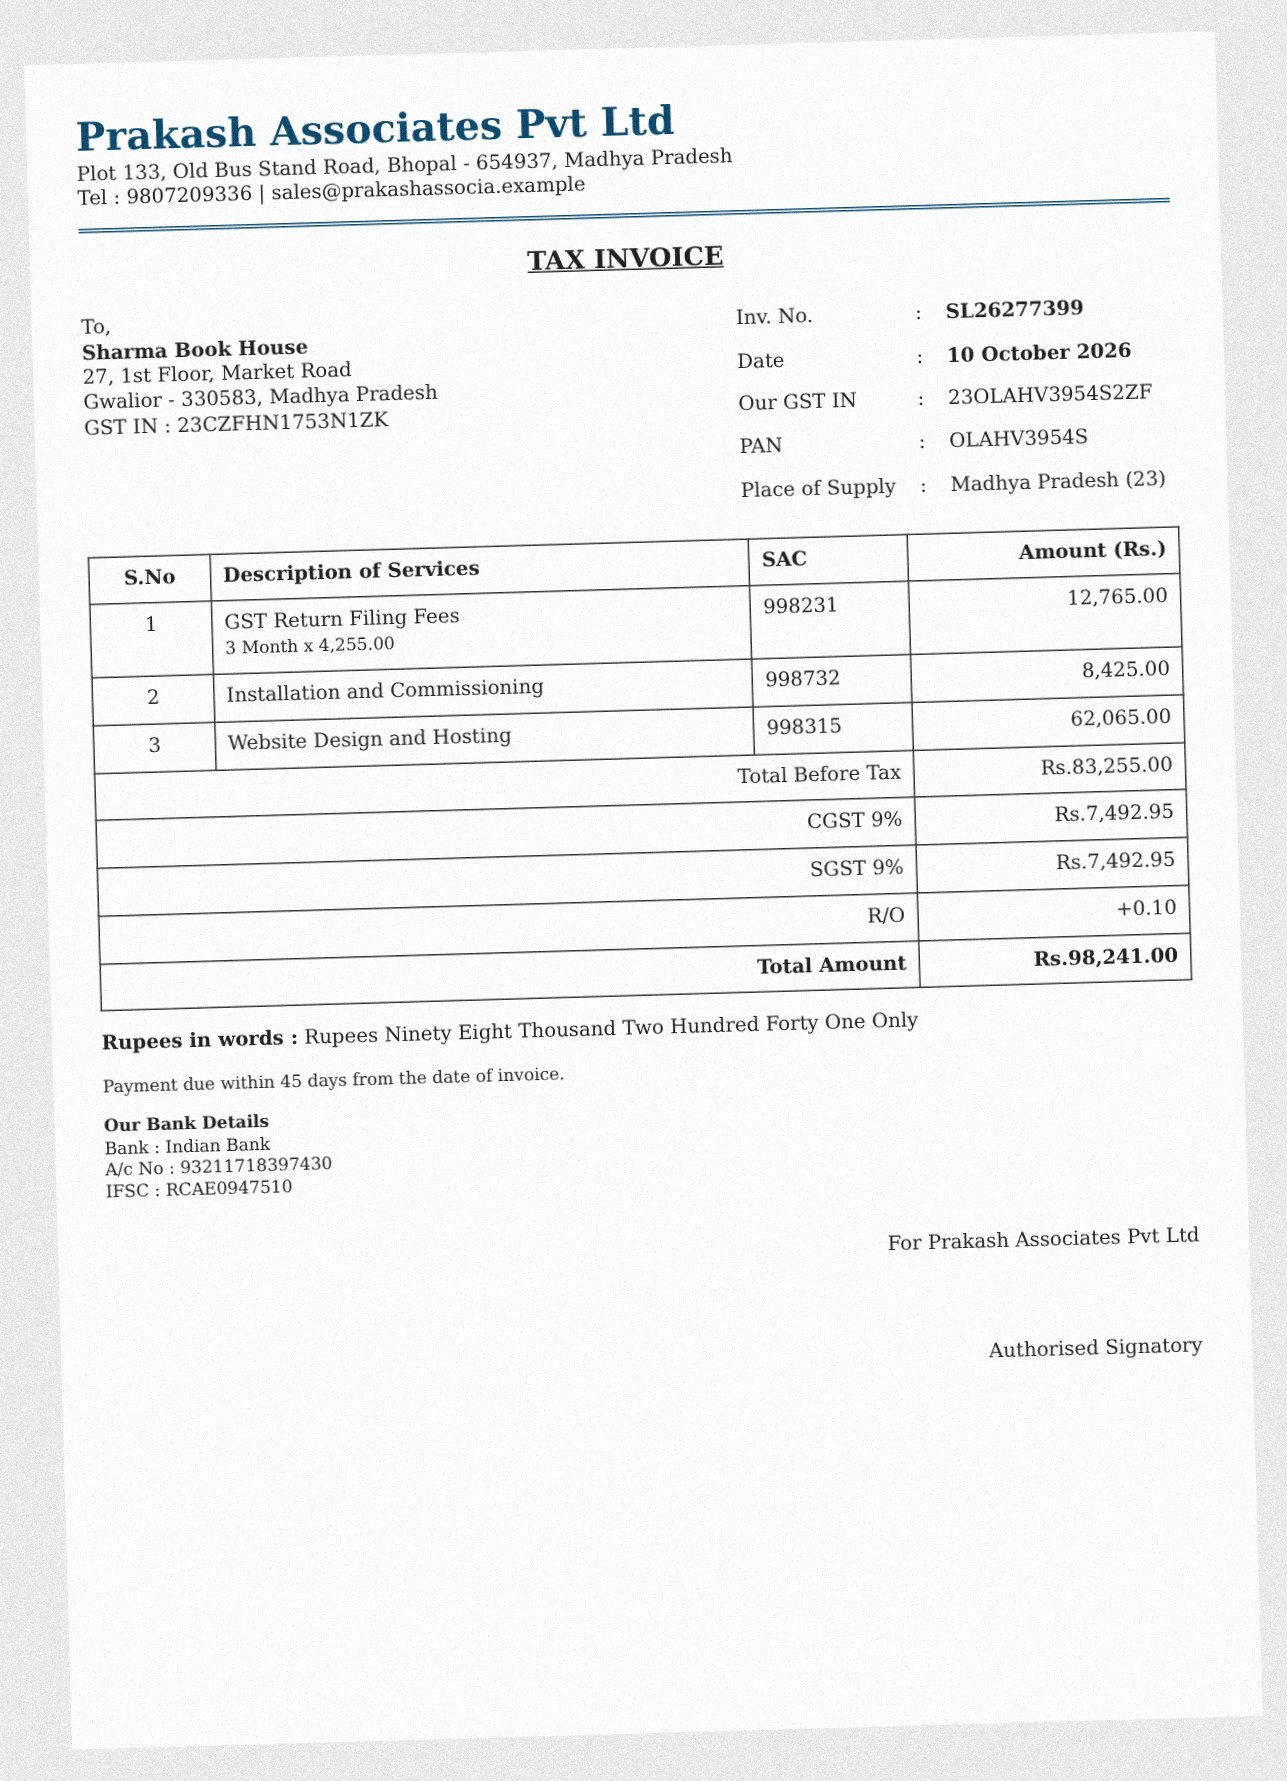 Prakash Associates Pvt Ltd
Plot 133, Old Bus Stand Road, Bhopal - 654937, Madhya Pradesh
Tel : 9807209336 | sales@prakashassocia.example
TAX INVOICE
To,
Sharma Book House
27, 1st Floor, Market Road
Gwalior - 330583, Madhya Pradesh
GST IN : 23CZFHN1753N1ZK
Inv. No. : SL26277399
Date : 10 October 2026
Our GST IN : 23OLAHV3954S2ZF
PAN : OLAHV3954S
Place of Supply : Madhya Pradesh (23)
S.No Description of Services SAC Amount (Rs.)
1 GST Return Filing Fees 998231 12,765.00
3 Month x 4,255.00
2 Installation and Commissioning 998732 8,425.00
3 Website Design and Hosting 998315 62,065.00
Total Before Tax Rs.83,255.00
CGST 9% Rs.7,492.95
SGST 9% Rs.7,492.95
R/O +0.10
Total Amount Rs.98,241.00
Rupees in words : Rupees Ninety Eight Thousand Two Hundred Forty One Only
Payment due within 45 days from the date of invoice.
Our Bank Details
Bank : Indian Bank
A/c No : 93211718397430
IFSC : RCAE0947510
For Prakash Associates Pvt Ltd
Authorised Signatory